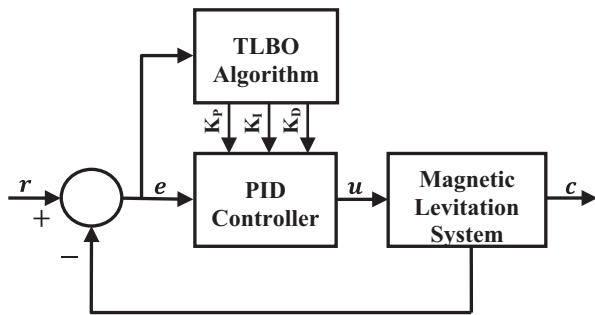 TLBO
Algorithm
K_P K_I K_D
r
+
−
e
PID
Controller
u
Magnetic
Levitation
System
c